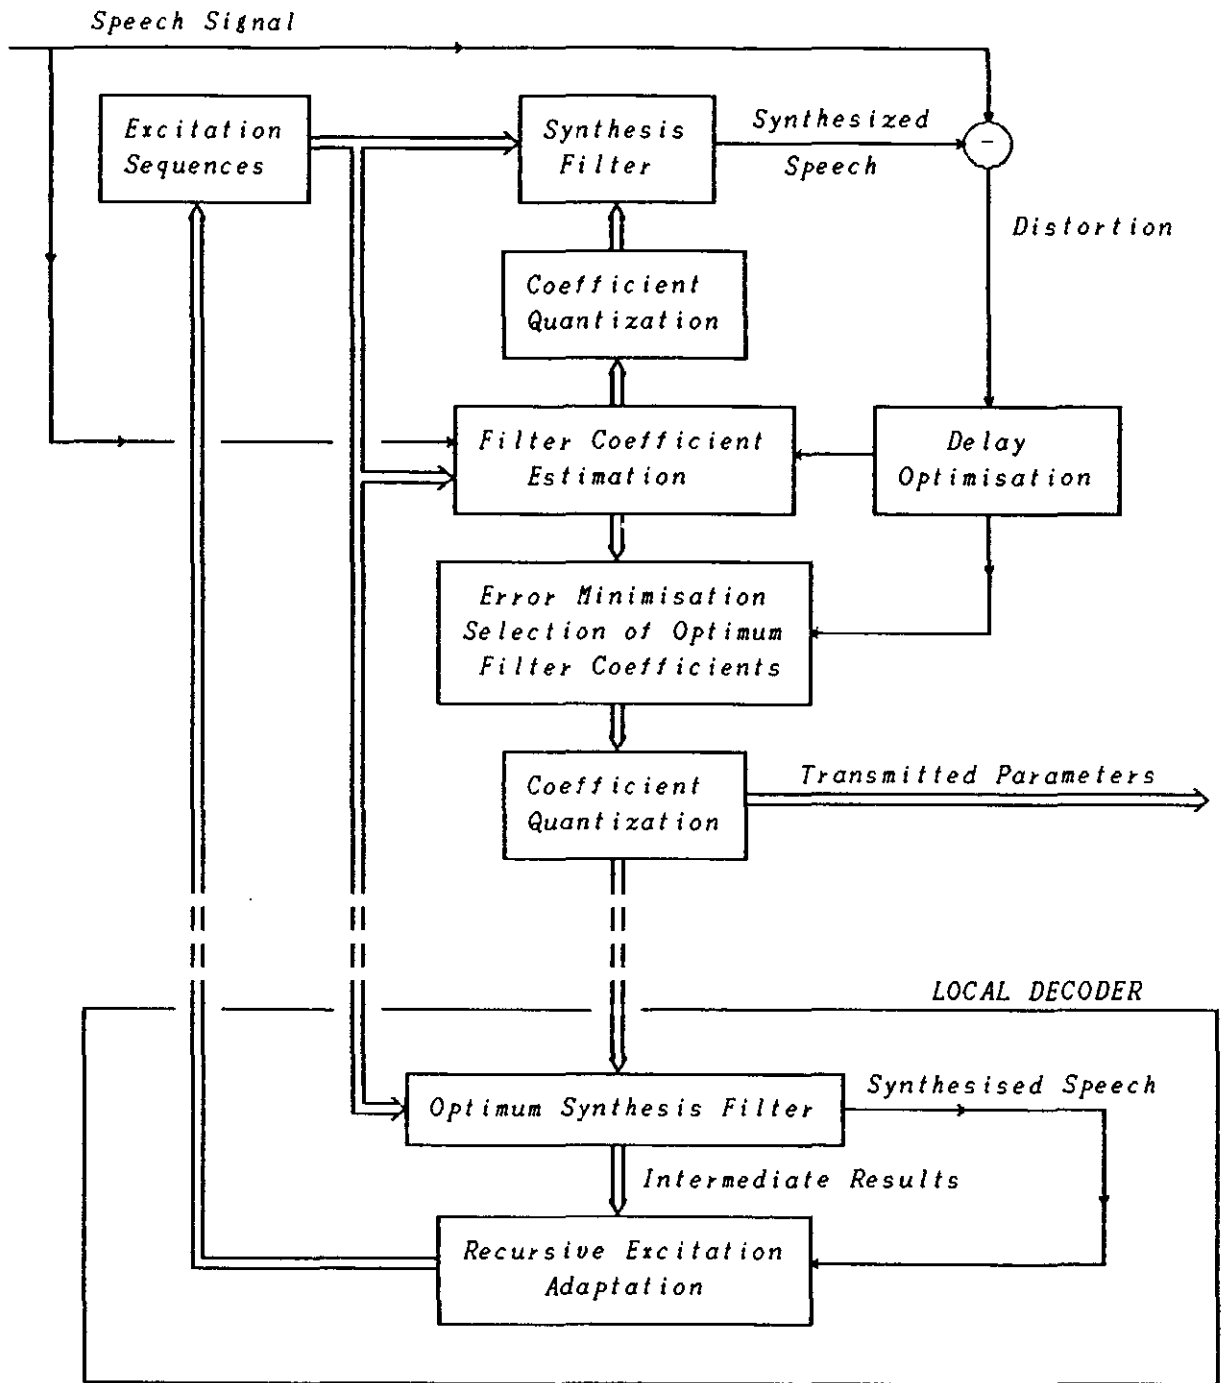 Speech Signal
Excitation
Sequences
Synthesis
Filter
Synthesized
Speech
-
Distortion
Coefficient
Quantization
Filter Coefficient
Estimation
Delay
Optimisation
Error Minimisation
Selection of Optimum
Filter Coefficients
Coefficient
Quantization
Transmitted Parameters
LOCAL DECODER
Optimum Synthesis Filter
Synthesised Speech
Intermediate Results
Recursive Excitation
Adaptation